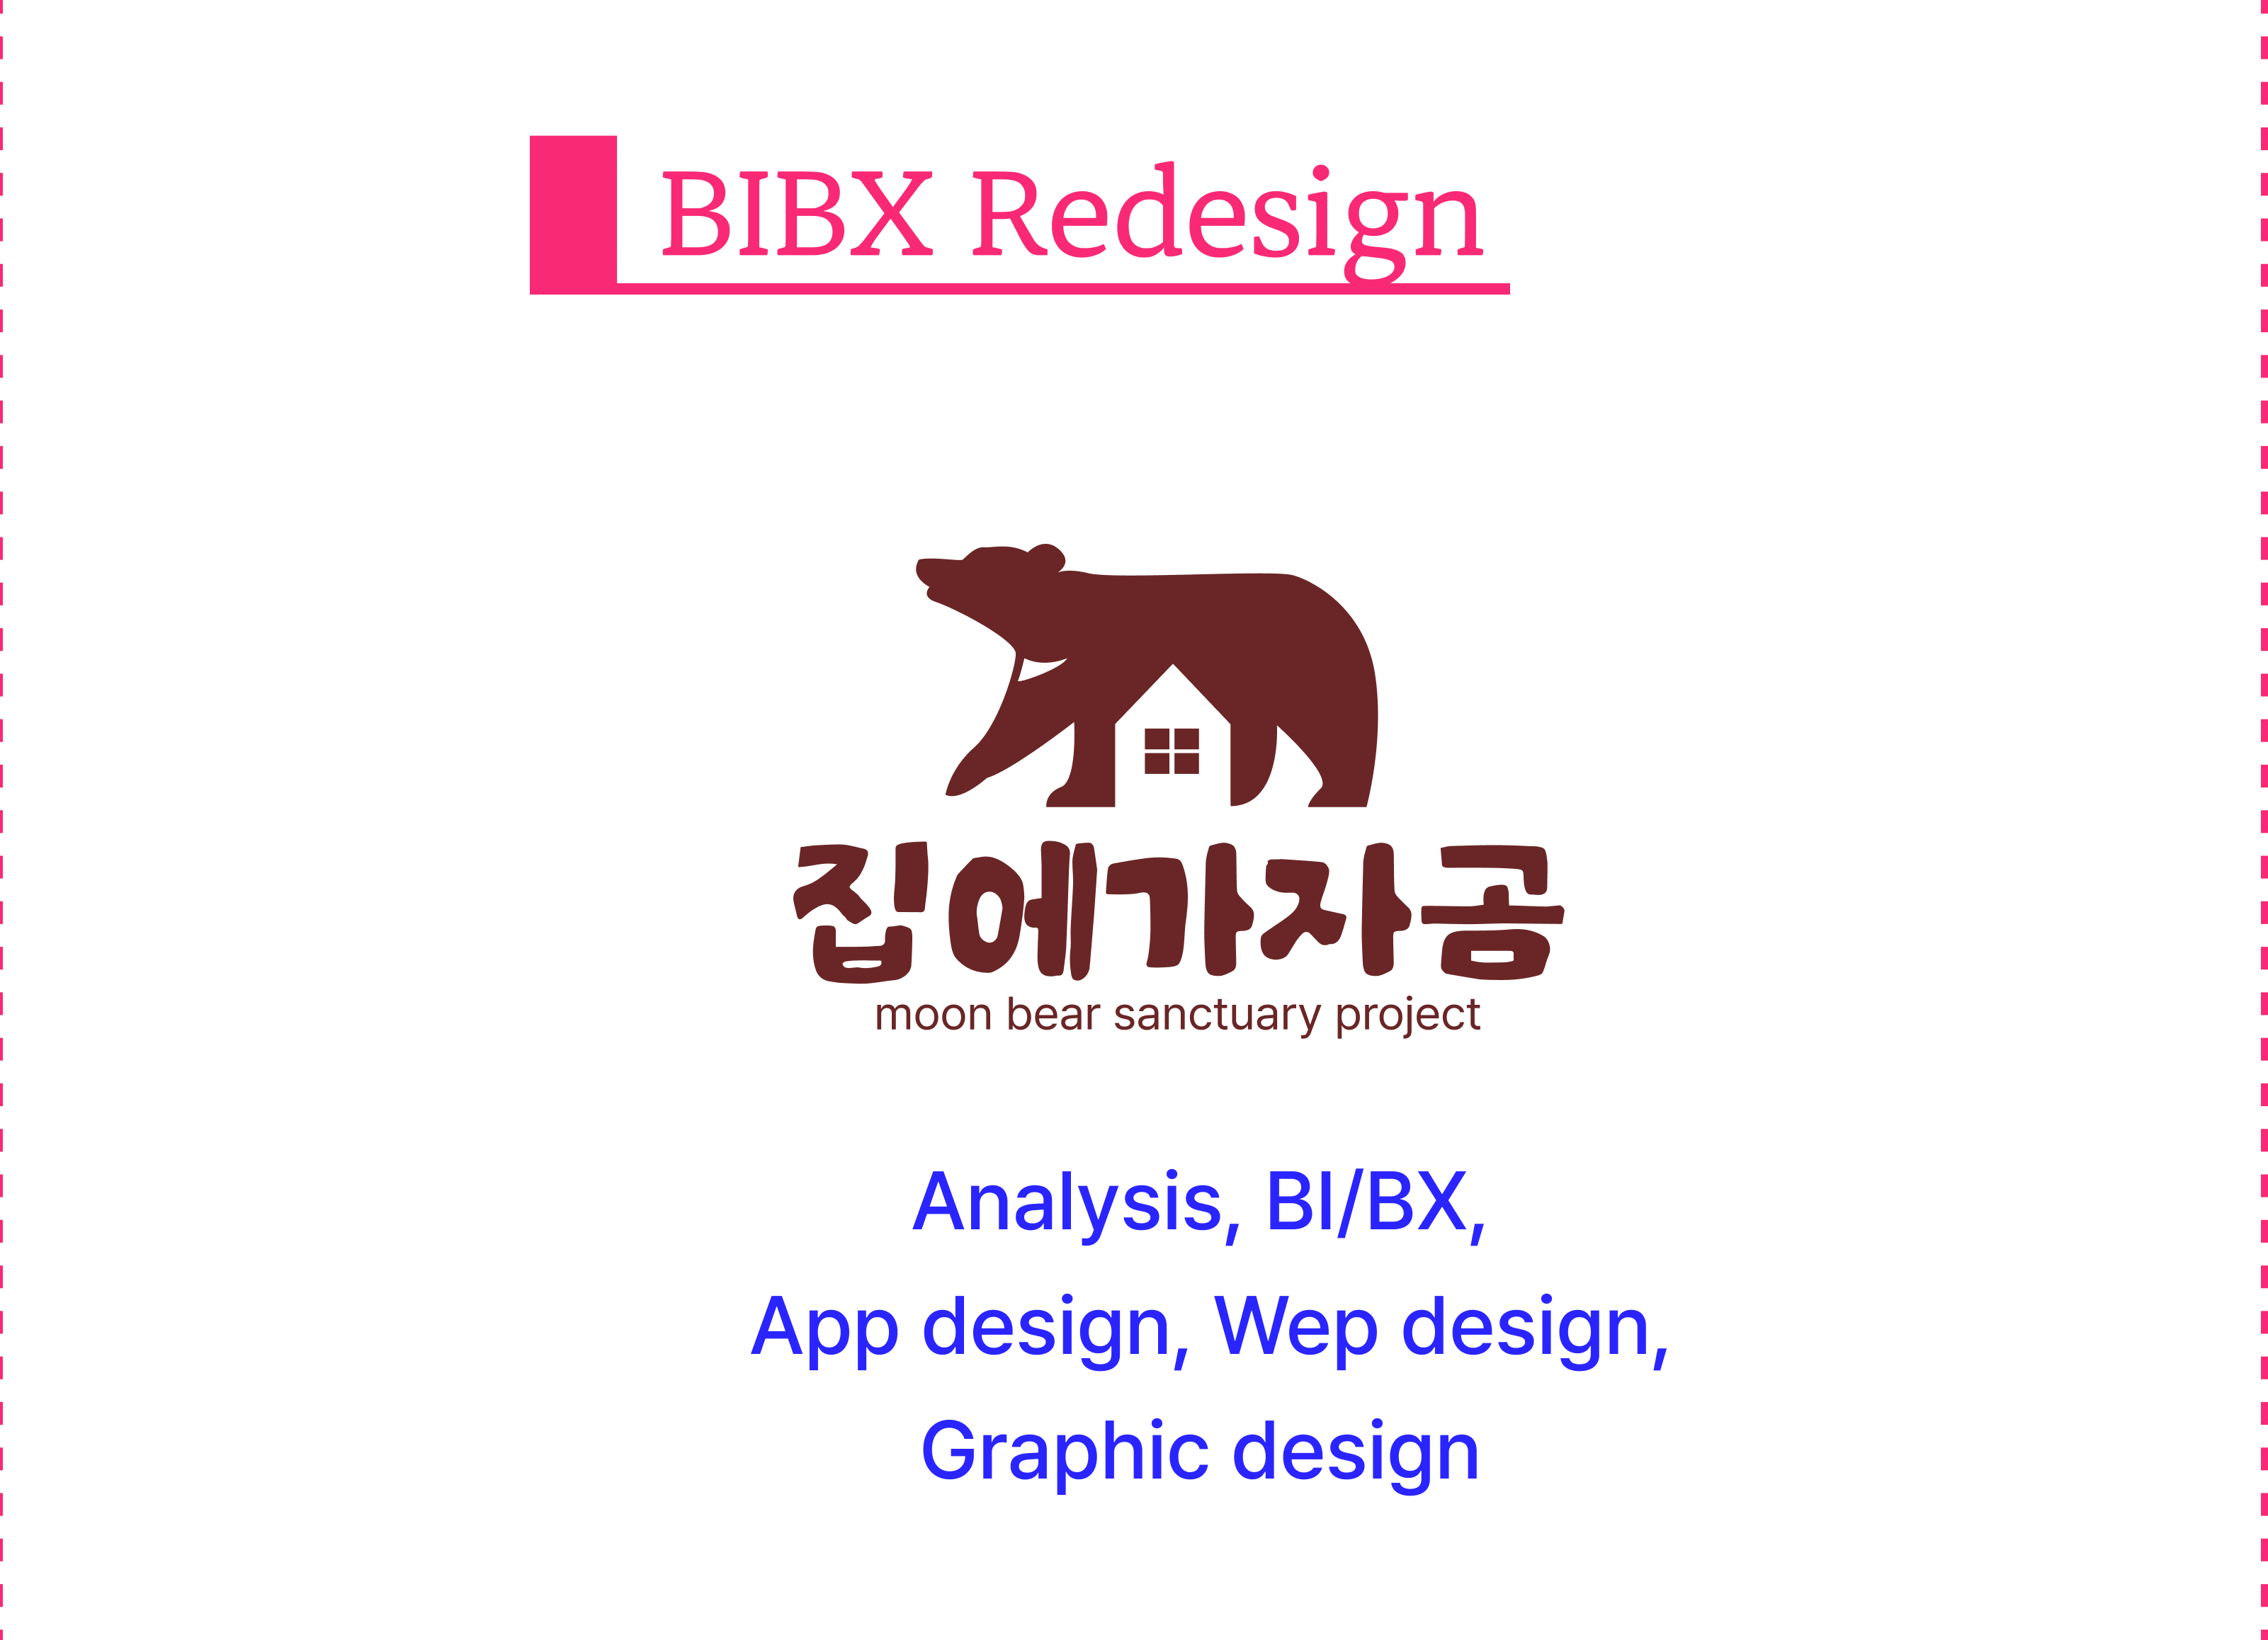 BIBX Redesign
집에가자곰
moon bear sanctuary project
Analysis, BI/BX,
App design, Wep design,
Graphic design